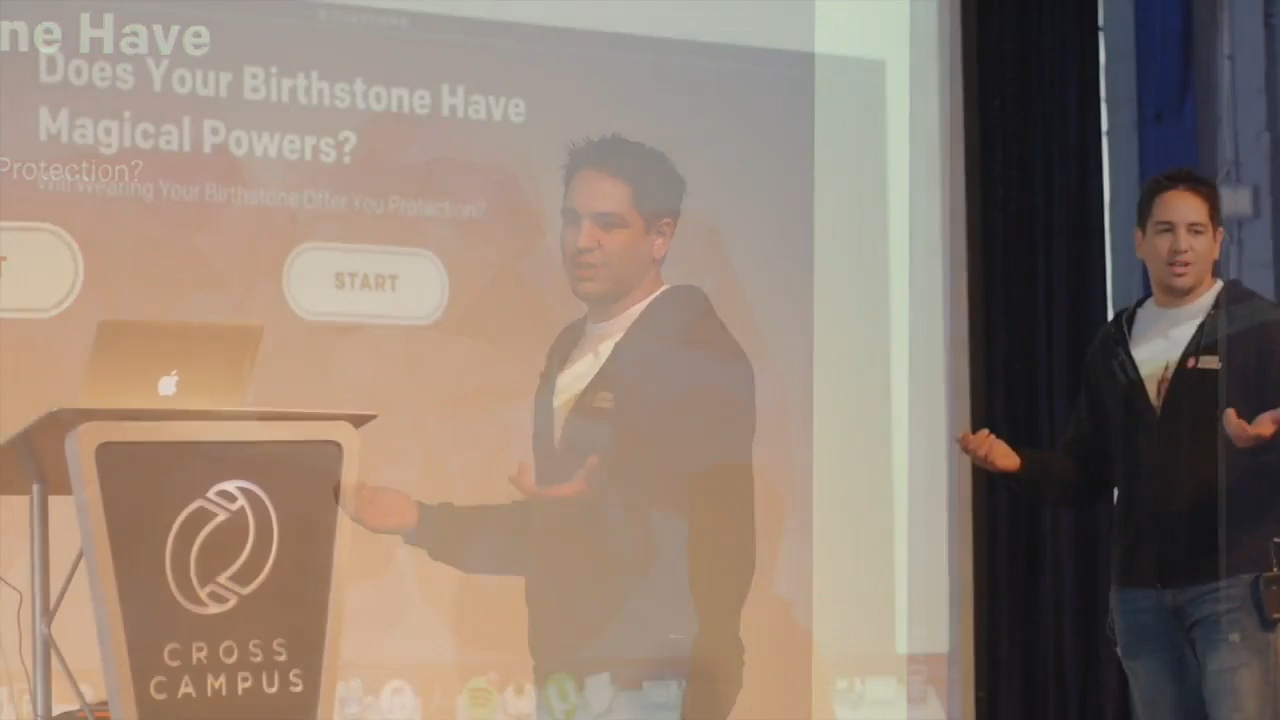 ne Have
Does Your Birthstone Have
Magical Powers?
Protection?
Will Wearing Your Birthstone Offer You Protection?
T
START
CROSS
CAMPUS